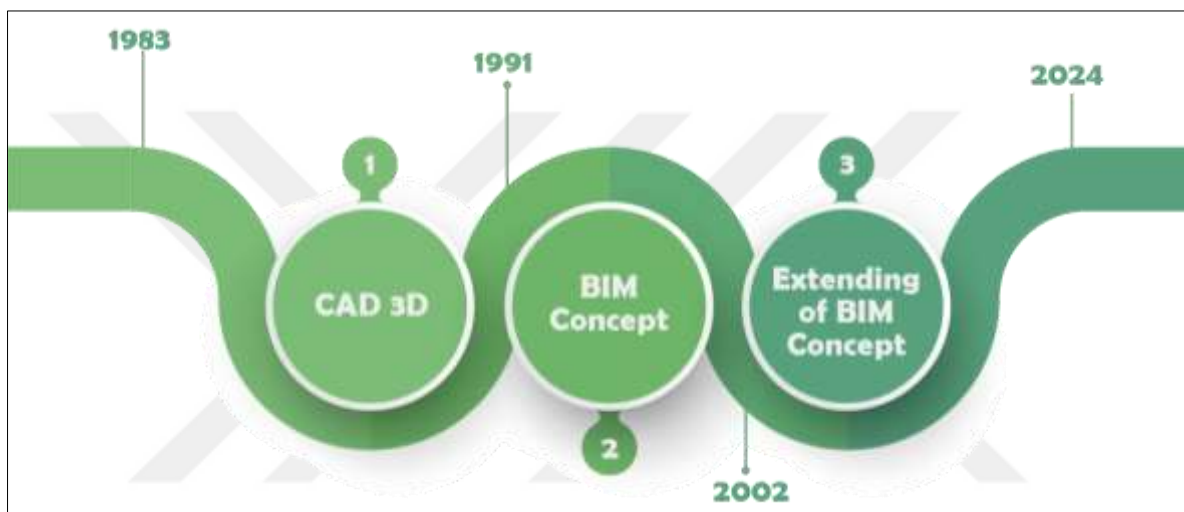 1983
1991
2024
1
3
CAD 3D
BIM
Concept
Extending
of BIM
Concept
2
2002